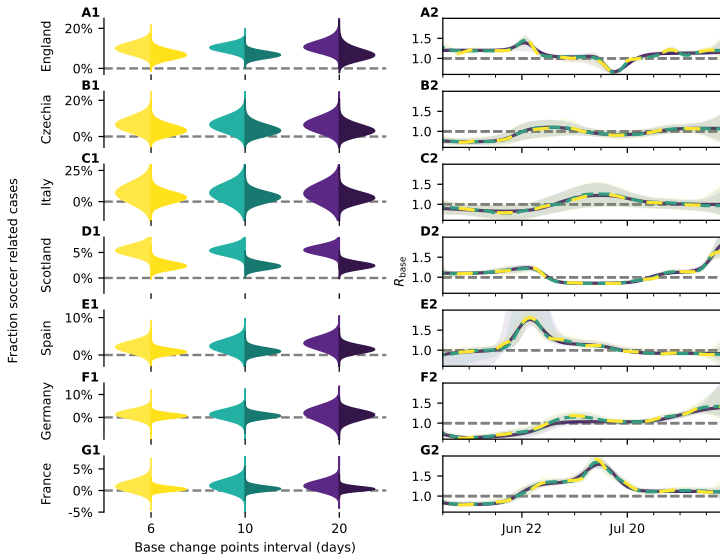 A1
A2
England
20%
0%
1.5
1.0
B1
B2
Czechia
20%
0%
1.5
1.0
C1
C2
Italy
25%
0%
1.5
1.0
D1
D2
Scotland
5%
0%
1.5
1.0
E1
E2
Spain
10%
0%
1.5
1.0
F1
F2
Germany
10%
0%
1.5
1.0
G1
G2
France
5%
0%
-5%
1.5
1.0
Fraction soccer related cases
R_base
6
10
20
Jun 22
Jul 20
Base change points interval (days)